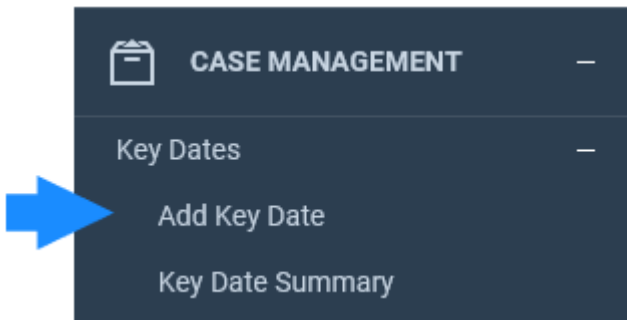 CASE MANAGEMENT
Key Dates
Add Key Date
Key Date Summary